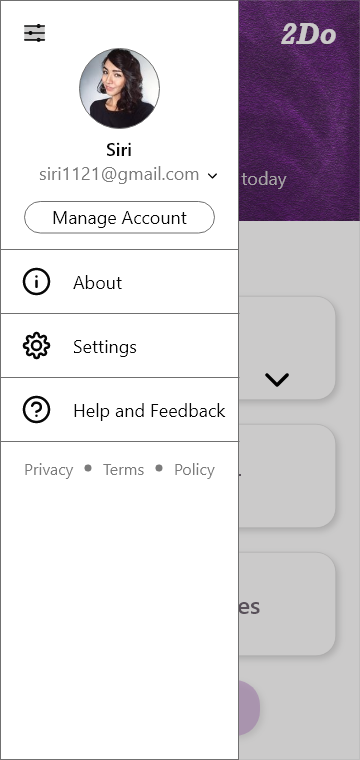 2Do
Siri
siri1121@gmail.com
today
Manage Account
About
Settings
Help and Feedback
Privacy • Terms • Policy
es